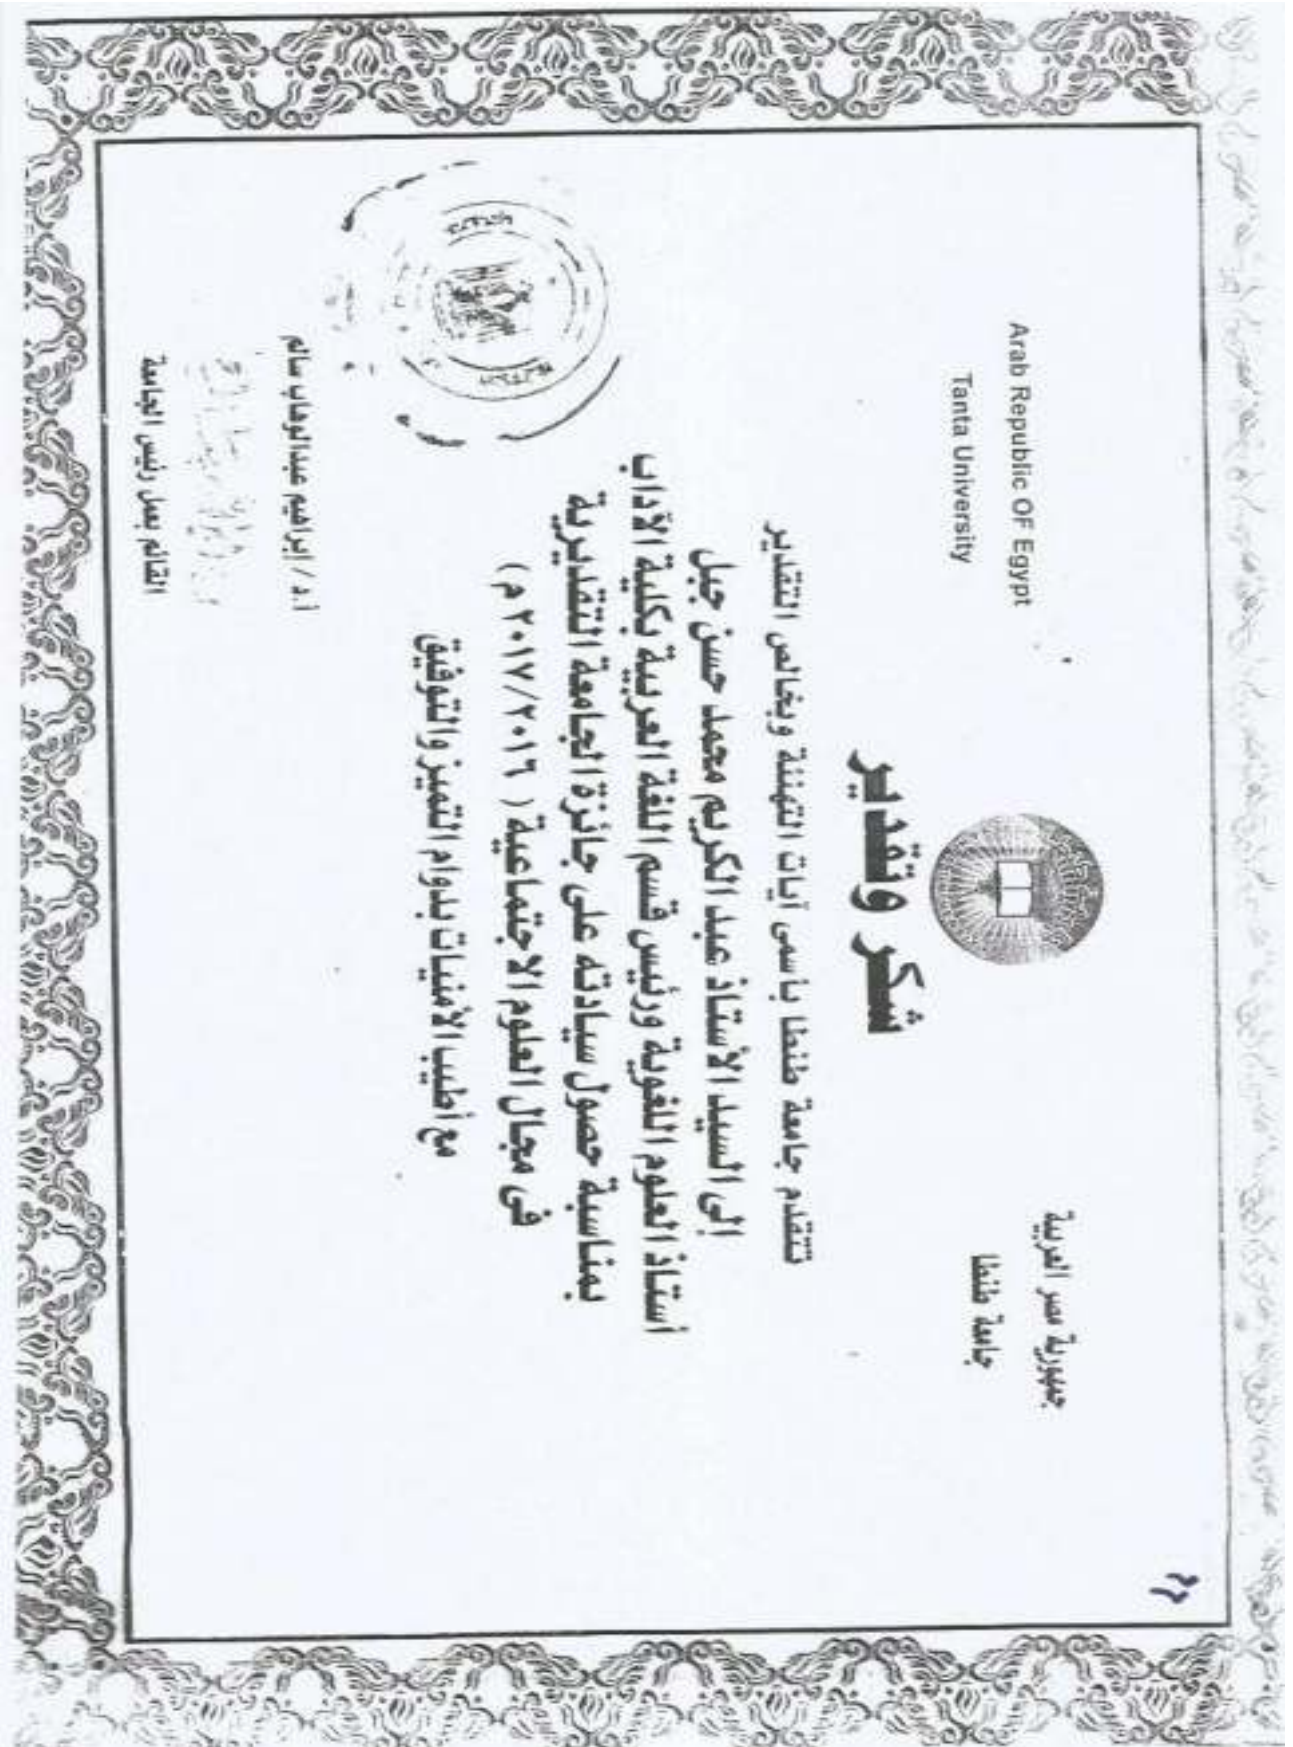 جمهورية مصر العربية
جامعة طنطا
Arab Republic OF Egypt
Tanta University
شكر وتقدير
تتقدم جامعة طنطا بأسمى آيات التهنئة وبخالص التقدير
إلى السيد الأستاذ عبد الكريم محمد حسن جبل
أستاذ العلوم اللغوية ورئيس قسم اللغة العربية بكلية الآداب
بمناسبة حصول سيادته على جائزة الجامعة التقديرية
فى مجال العلوم الاجتماعية ( ٢٠١٦/٢٠١٧ م )
مع أطيب الأمنيات بدوام التميز والتوفيق
القائم بعمل رئيس الجامعة
أ.د / إبراهيم عبدالوهاب سالم